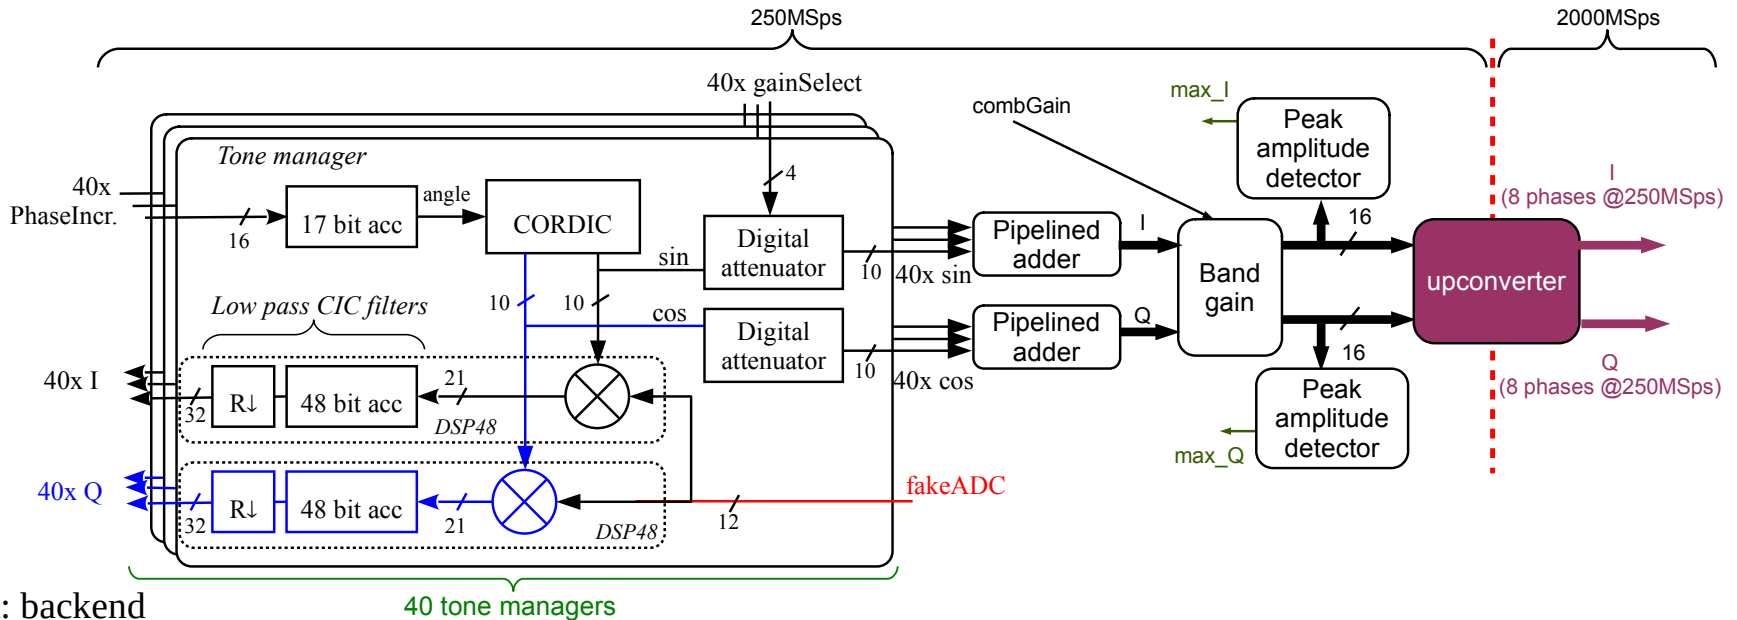 250MSps
2000MSps
40x gainSelect
combGain
max_I
Peak
amplitude
detector
Tone manager
40x
PhaseIncr.
16
17 bit acc
angle
CORDIC
4
Digital
attenuator
10
40x sin
Pipelined
adder
I
Band
gain
16
upconverter
I
(8 phases @250MSps)
sin
10
10
cos
Digital
attenuator
10
40x cos
Pipelined
adder
Q
16
Q
(8 phases @250MSps)
Low pass CIC filters
40x I
32
R↓
48 bit acc
21
DSP48
Peak
amplitude
detector
max_Q
40x Q
32
R↓
48 bit acc
21
DSP48
12
fakeADC
: backend
40 tone managers